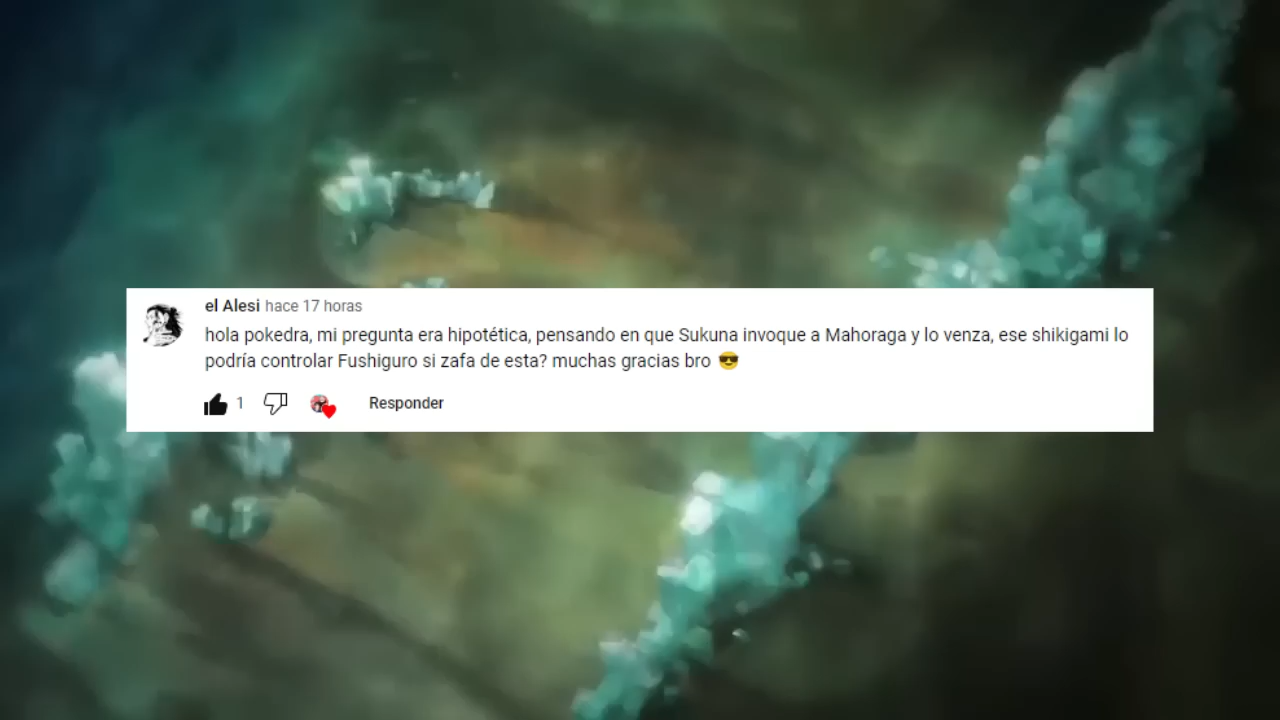 el Alesi hace 17 horas
hola pokedra, mi pregunta era hipotética, pensando en que Sukuna invoque a Mahoraga y lo venza, ese shikigami lo
podría controlar Fushiguro si zafa de esta? muchas gracias bro 😎
1 Responder